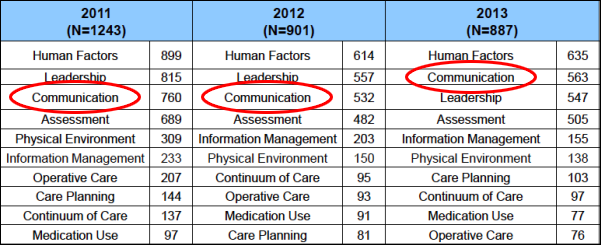 2011 2012 2013
(N=1243) (N=901) (N=887)
Human Factors 899 Human Factors 614 Human Factors 635
Leadership 815 Leadership 557 Communication 563
Communication 760 Communication 532 Leadership 547
Assessment 689 Assessment 482 Assessment 505
Physical Environment 309 Information Management 203 Information Management 155
Information Management 233 Physical Environment 150 Physical Environment 138
Operative Care 207 Continuum of Care 95 Care Planning 103
Care Planning 144 Operative Care 93 Continuum of Care 97
Continuum of Care 137 Medication Use 91 Medication Use 77
Medication Use 97 Care Planning 81 Operative Care 76